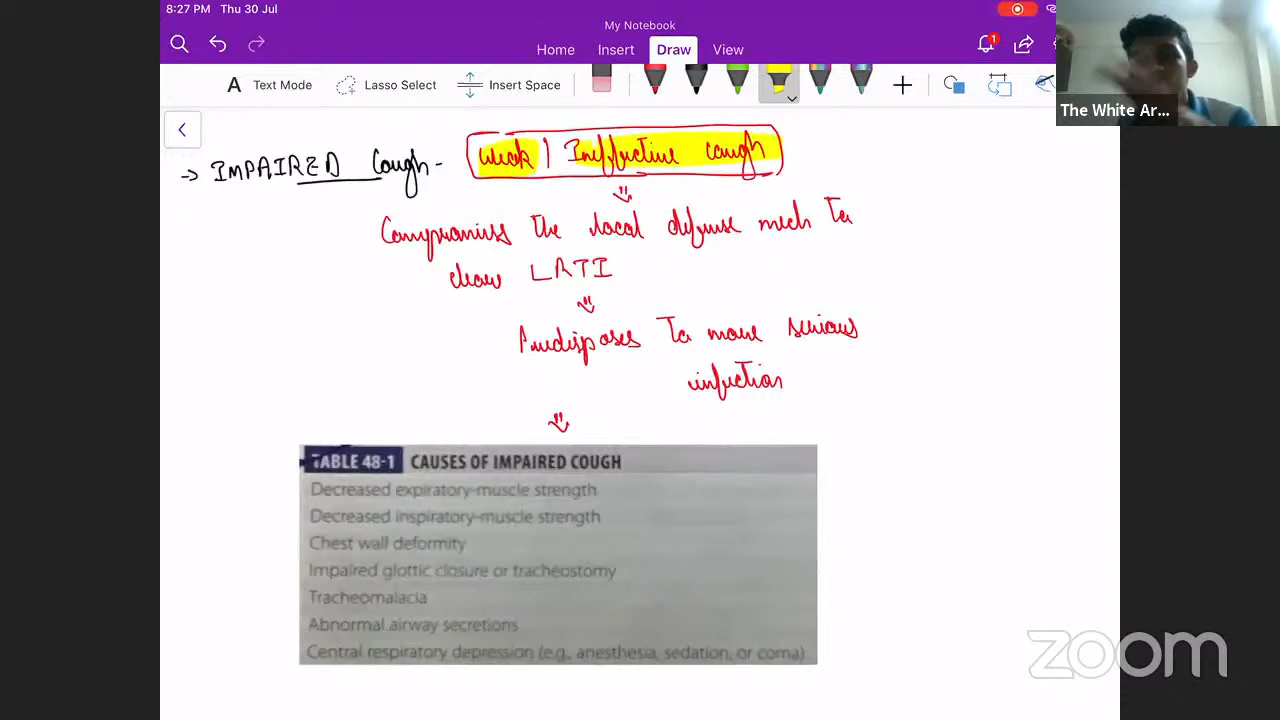 8:27 PM Thu 30 Jul
My Notebook
Home Insert Draw View
1
A Text Mode Lasso Select Insert Space
The White Ar...
-> IMPAIRED Cough - Weak | Ineffective cough
Compromises the local defense mech to
clear LRTI
Predisposes to more serious
infection
TABLE 48-1 CAUSES OF IMPAIRED COUGH
Decreased expiratory-muscle strength
Decreased inspiratory-muscle strength
Chest wall deformity
Impaired glottic closure or tracheostomy
Tracheomalacia
Abnormal airway secretions
Central respiratory depression (e.g., anesthesia, sedation, or coma)
zoom